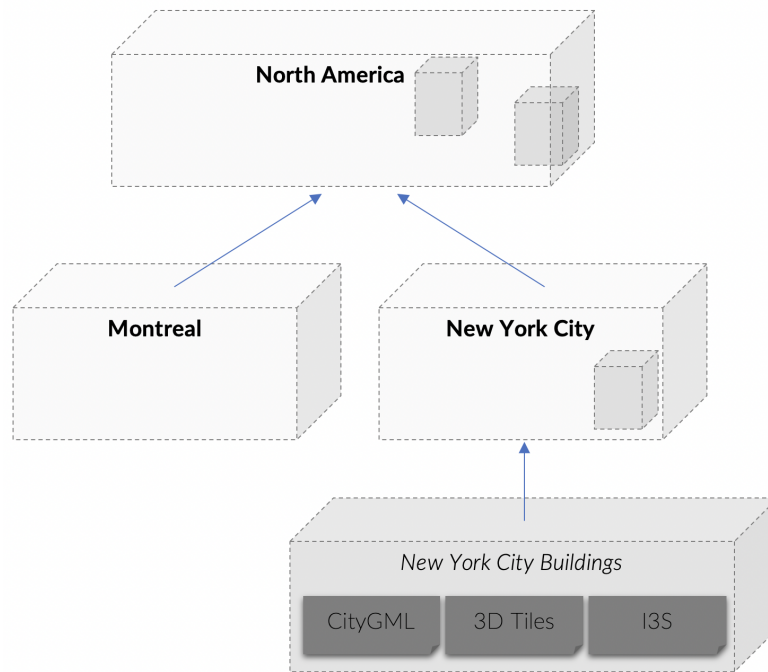 North America
Montreal
New York City
New York City Buildings
CityGML
3D Tiles
I3S